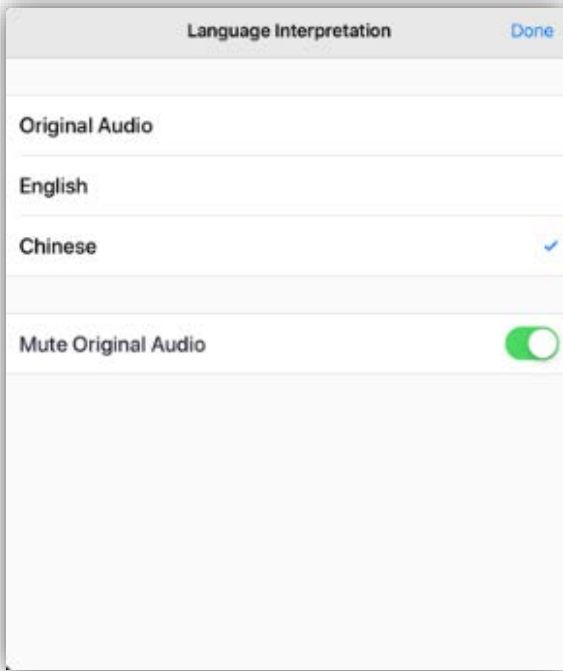 Language Interpretation Done
Original Audio
English
Chinese
Mute Original Audio